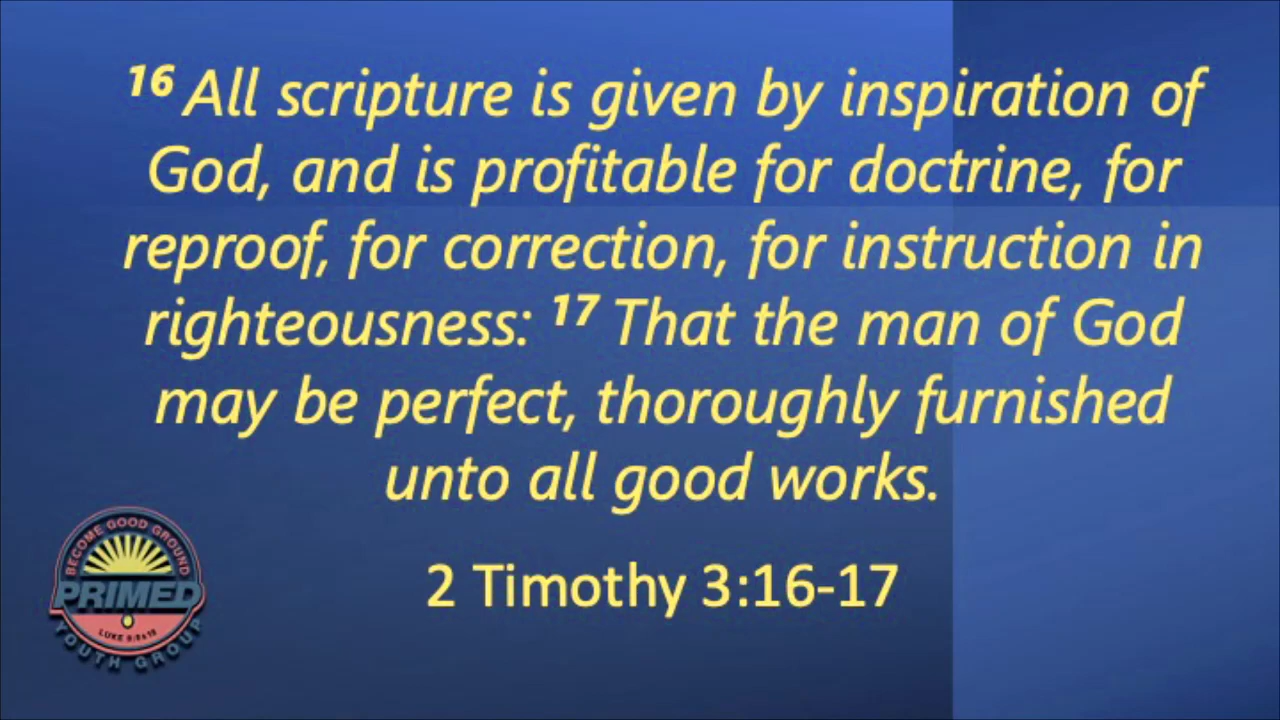 16 All scripture is given by inspiration of
God, and is profitable for doctrine, for
reproof, for correction, for instruction in
righteousness: 17 That the man of God
may be perfect, thoroughly furnished
unto all good works.
2 Timothy 3:16-17
BECOME GOOD GROUND
PRIMED
YOUTH GROUP